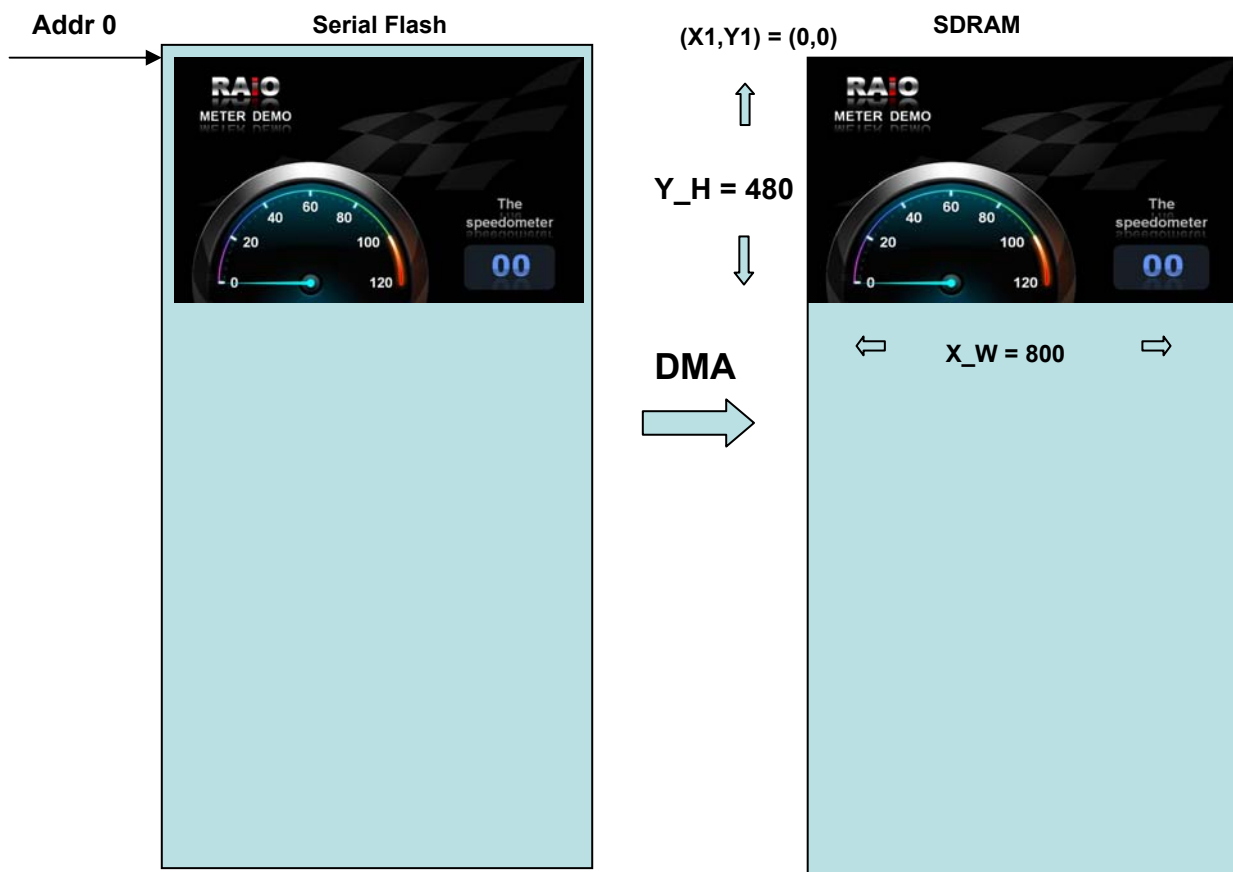 Addr 0
Serial Flash
RAiO
METER DEMO
0
20
40
60
80
100
120
The
speedometer
00
(X1,Y1) = (0,0)
Y_H = 480
DMA
SDRAM
RAiO
METER DEMO
0
20
40
60
80
100
120
The
speedometer
00
X_W = 800